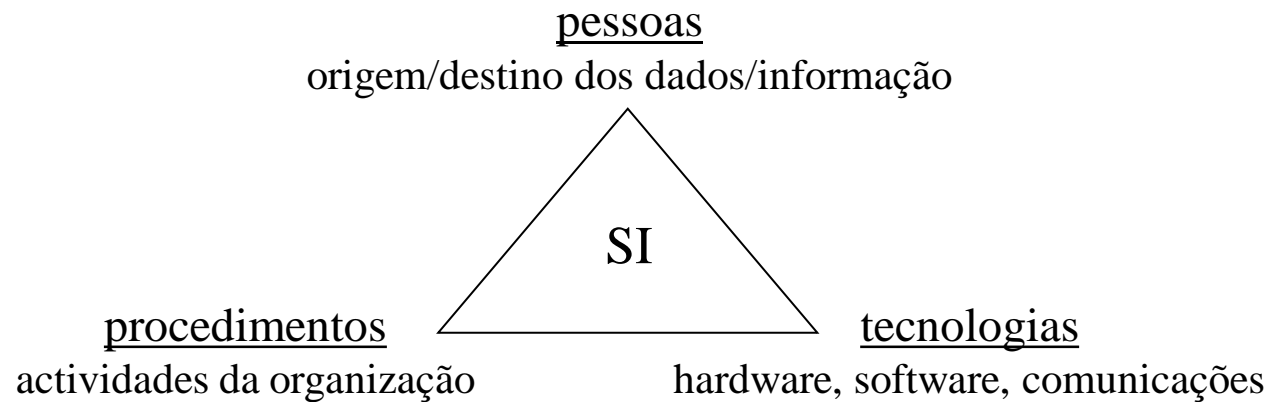 pessoas
origem/destino dos dados/informação
SI
procedimentos
actividades da organização
tecnologias
hardware, software, comunicações